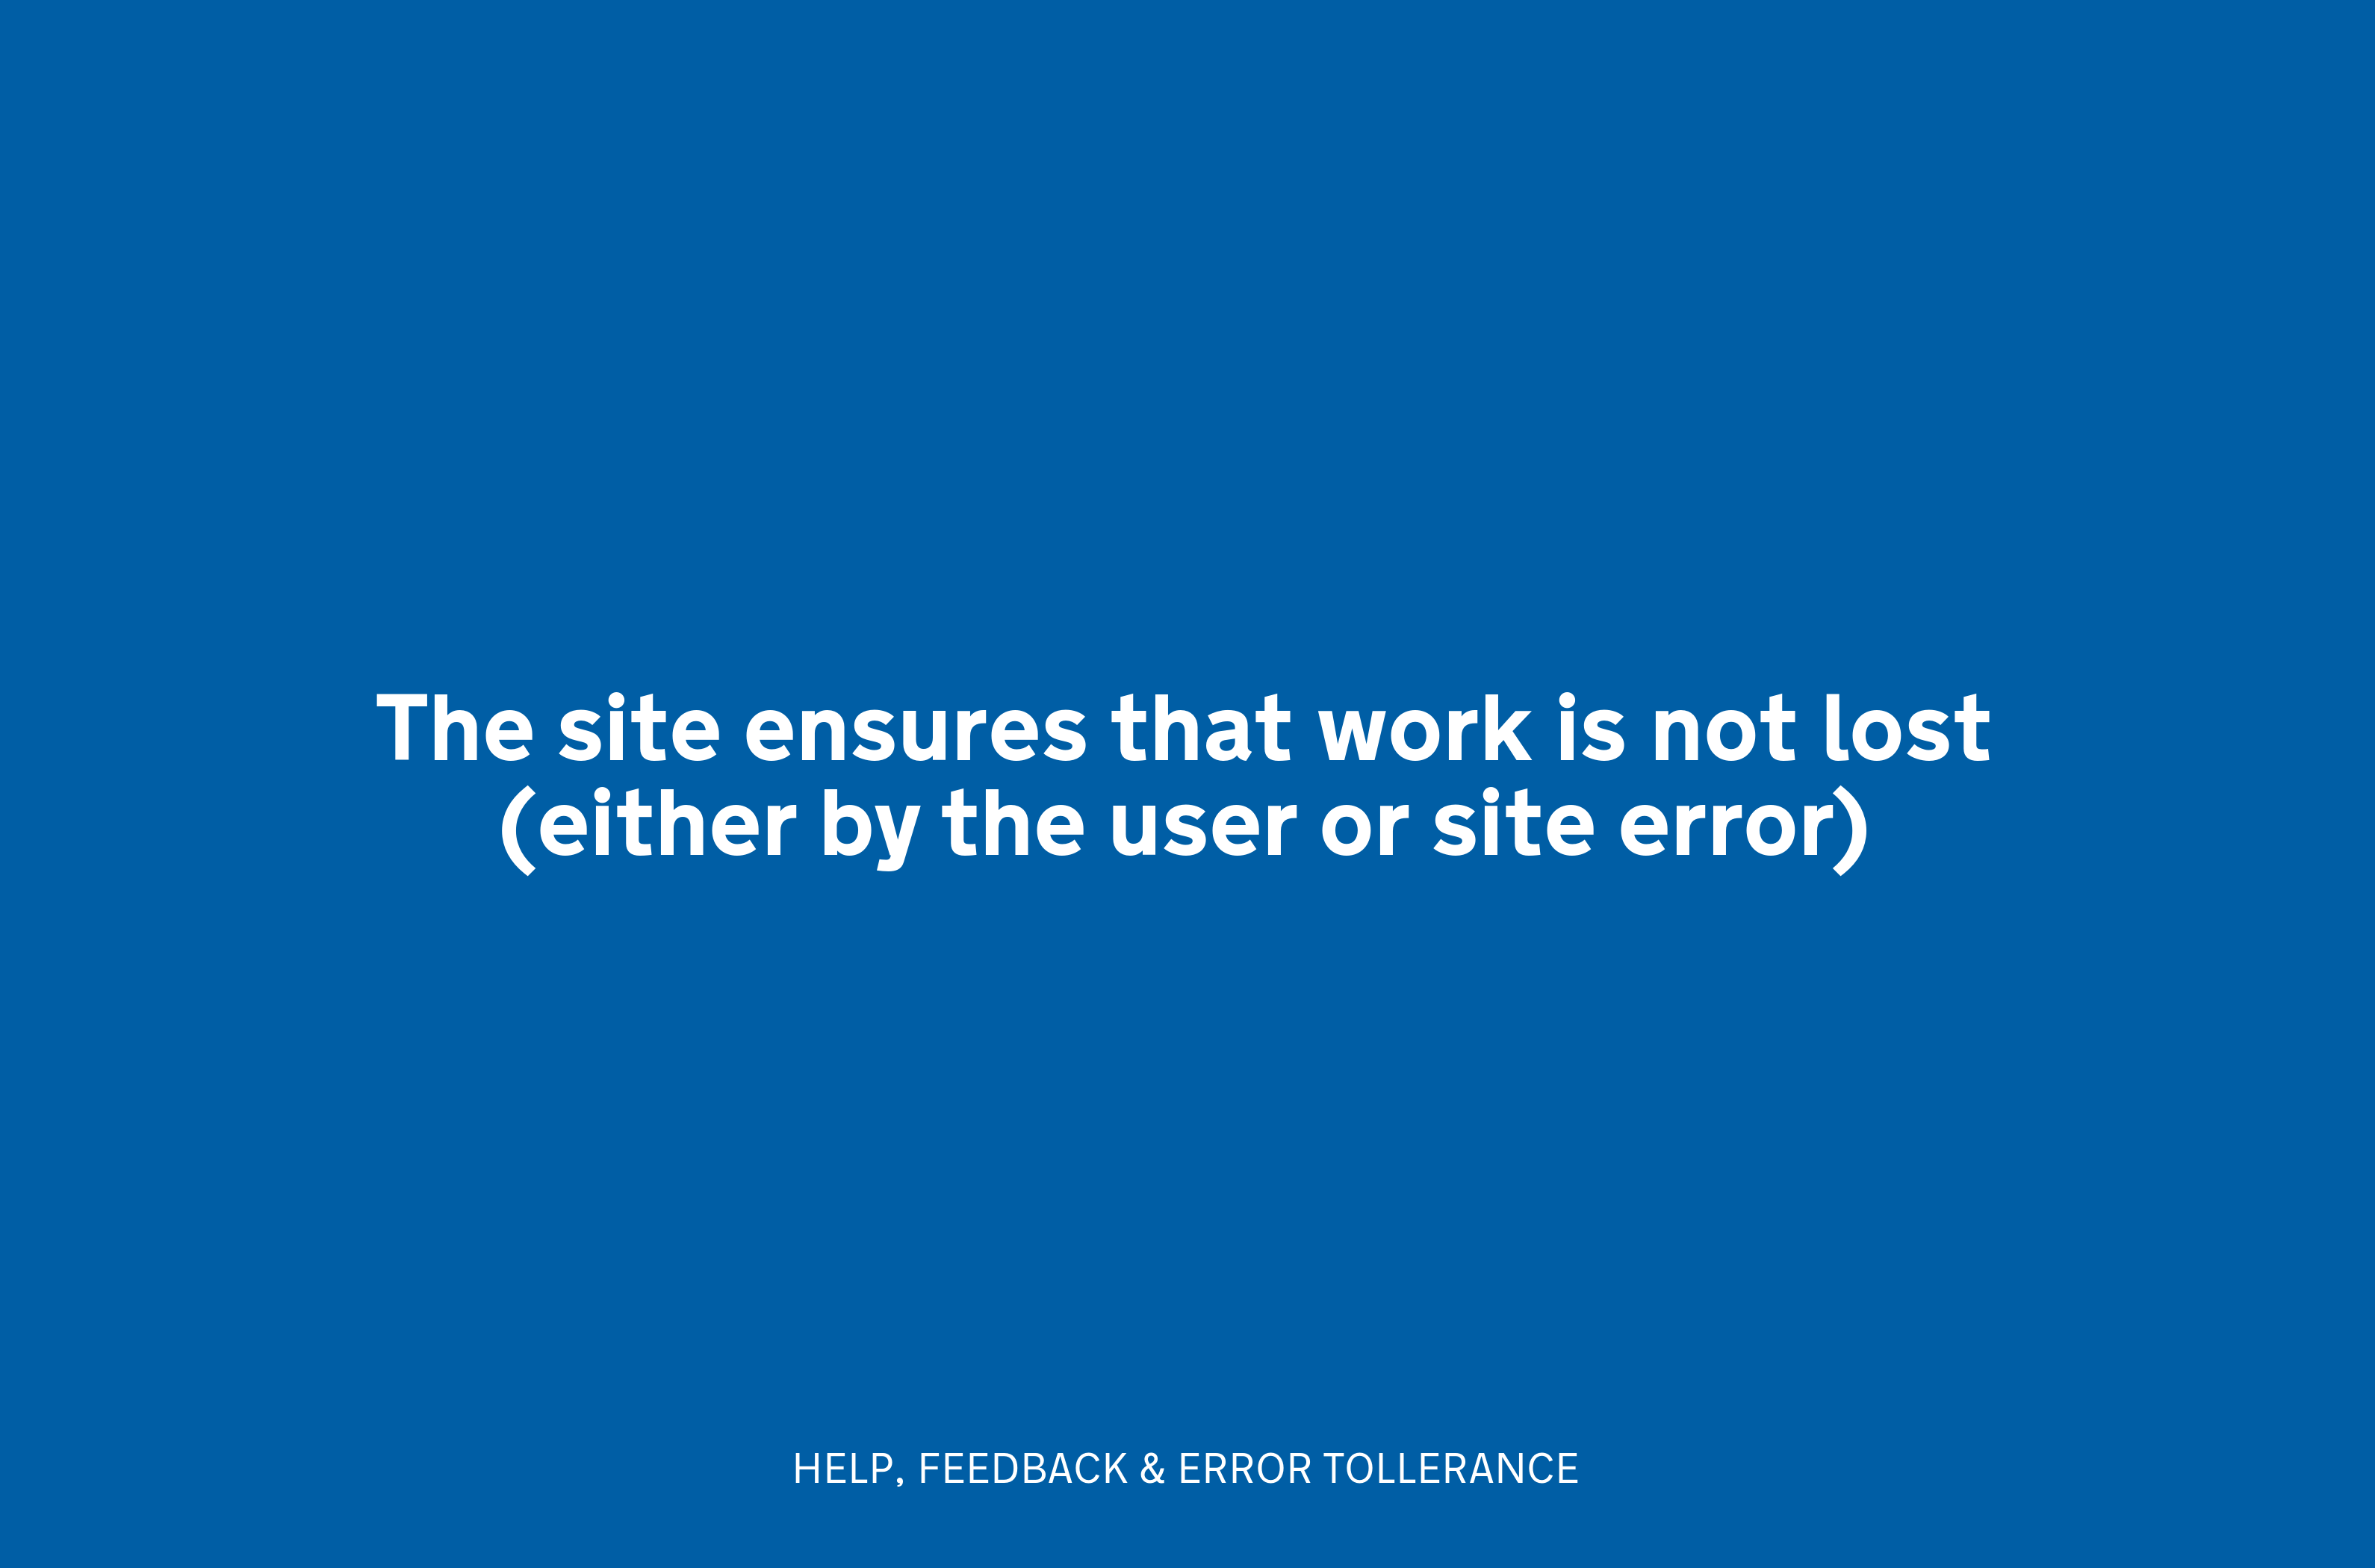 The site ensures that work is not lost
(either by the user or site error)
HELP, FEEDBACK & ERROR TOLLERANCE